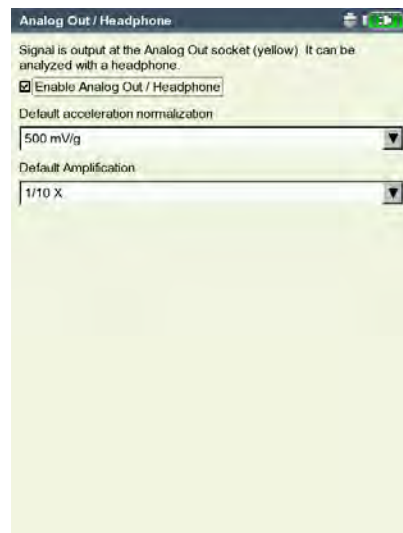 Analog Out / Headphone
Signal is output at the Analog Out socket (yellow) It can be
analyzed with a headphone.
Enable Analog Out / Headphone
Default acceleration normalization
500 mV/g
Default Amplification
1/10 X